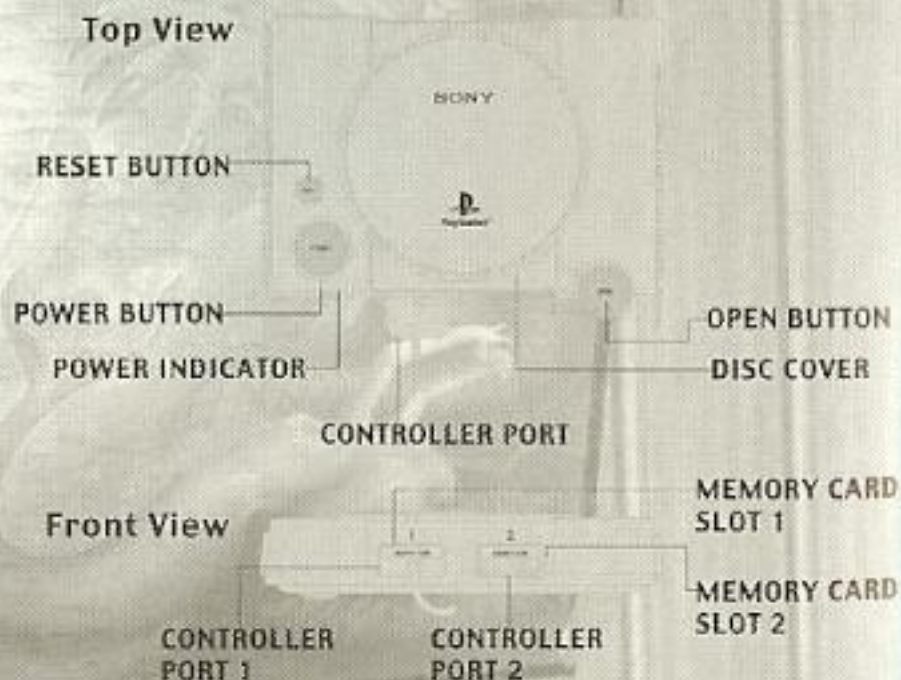 Top View
SONY
RESET BUTTON
PlayStation
POWER BUTTON
OPEN BUTTON
POWER INDICATOR
DISC COVER
CONTROLLER PORT
MEMORY CARD
SLOT 1
Front View
1
2
MEMORY CARD
SLOT 2
CONTROLLER
PORT 1
CONTROLLER
PORT 2